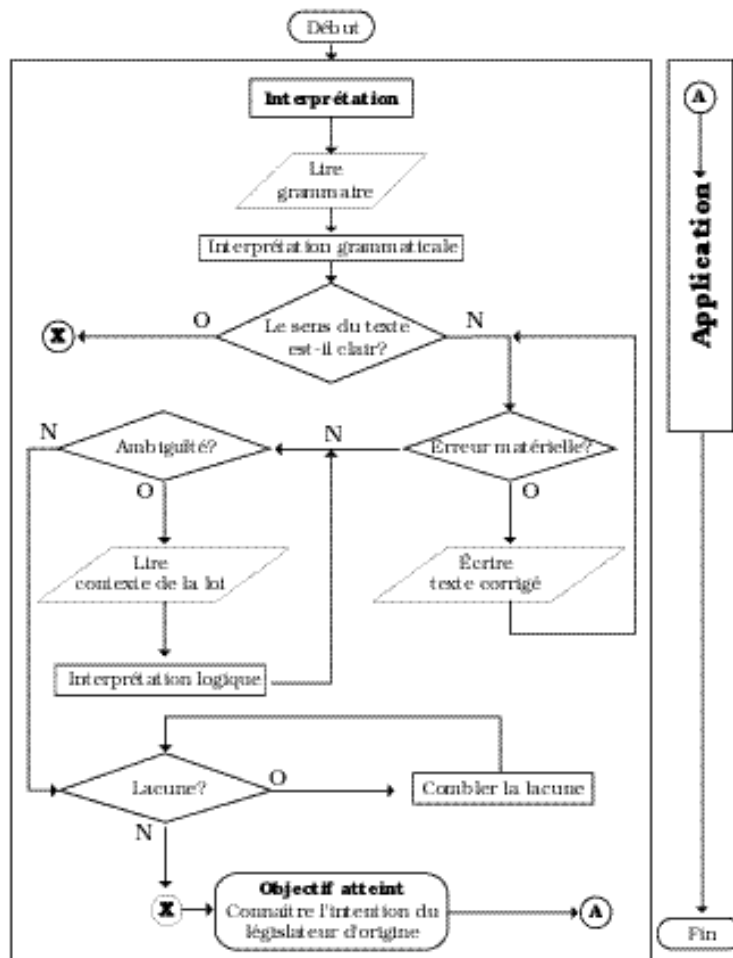 Début
Interprétation
Lire
grammaire
Interprétation grammaticale
Le sens du texte
est-il clair?
O
N
X
Ambiguïté?
N
O
N
Erreur matérielle?
O
Lire
contexte de la loi
Écrire
texte corrigé
Interprétation logique
Lacune?
O
N
Combler la lacune
X
Objectif atteint
Connaître l'intention du
législateur d'origine
A
A
Application
Fin